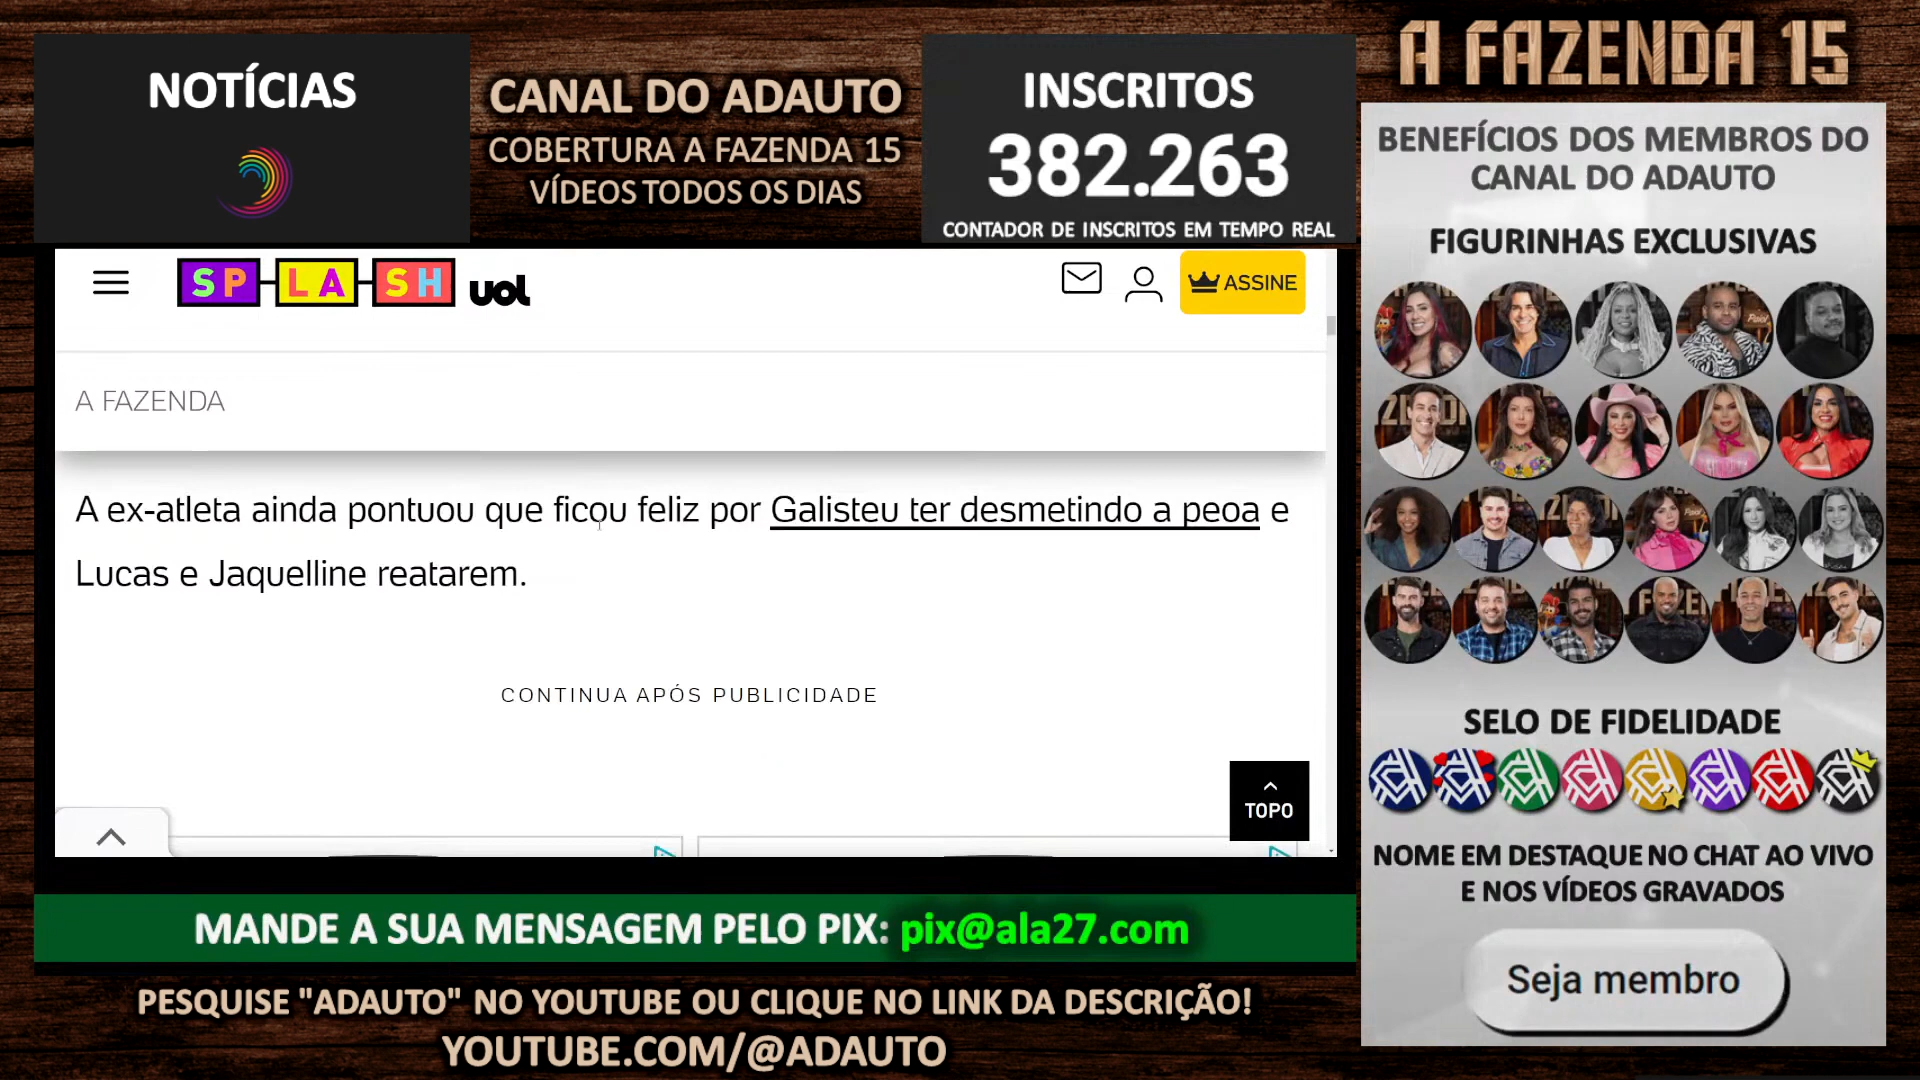 NOTÍCIAS
CANAL DO ADAUTO
COBERTURA A FAZENDA 15
VÍDEOS TODOS OS DIAS
INSCRITOS
382.263
CONTADOR DE INSCRITOS EM TEMPO REAL
A FAZENDA 15
SPLASH uol
ASSINE
A FAZENDA
A ex-atleta ainda pontuou que ficou feliz por Galisteu ter desmetindo a peoa e
Lucas e Jaquelline reatarem.
CONTINUA APÓS PUBLICIDADE
TOPO
BENEFÍCIOS DOS MEMBROS DO
CANAL DO ADAUTO
FIGURINHAS EXCLUSIVAS
SELO DE FIDELIDADE
NOME EM DESTAQUE NO CHAT AO VIVO
E NOS VÍDEOS GRAVADOS
Seja membro
MANDE A SUA MENSAGEM PELO PIX: pix@ala27.com
PESQUISE "ADAUTO" NO YOUTUBE OU CLIQUE NO LINK DA DESCRIÇÃO!
YOUTUBE.COM/@ADAUTO